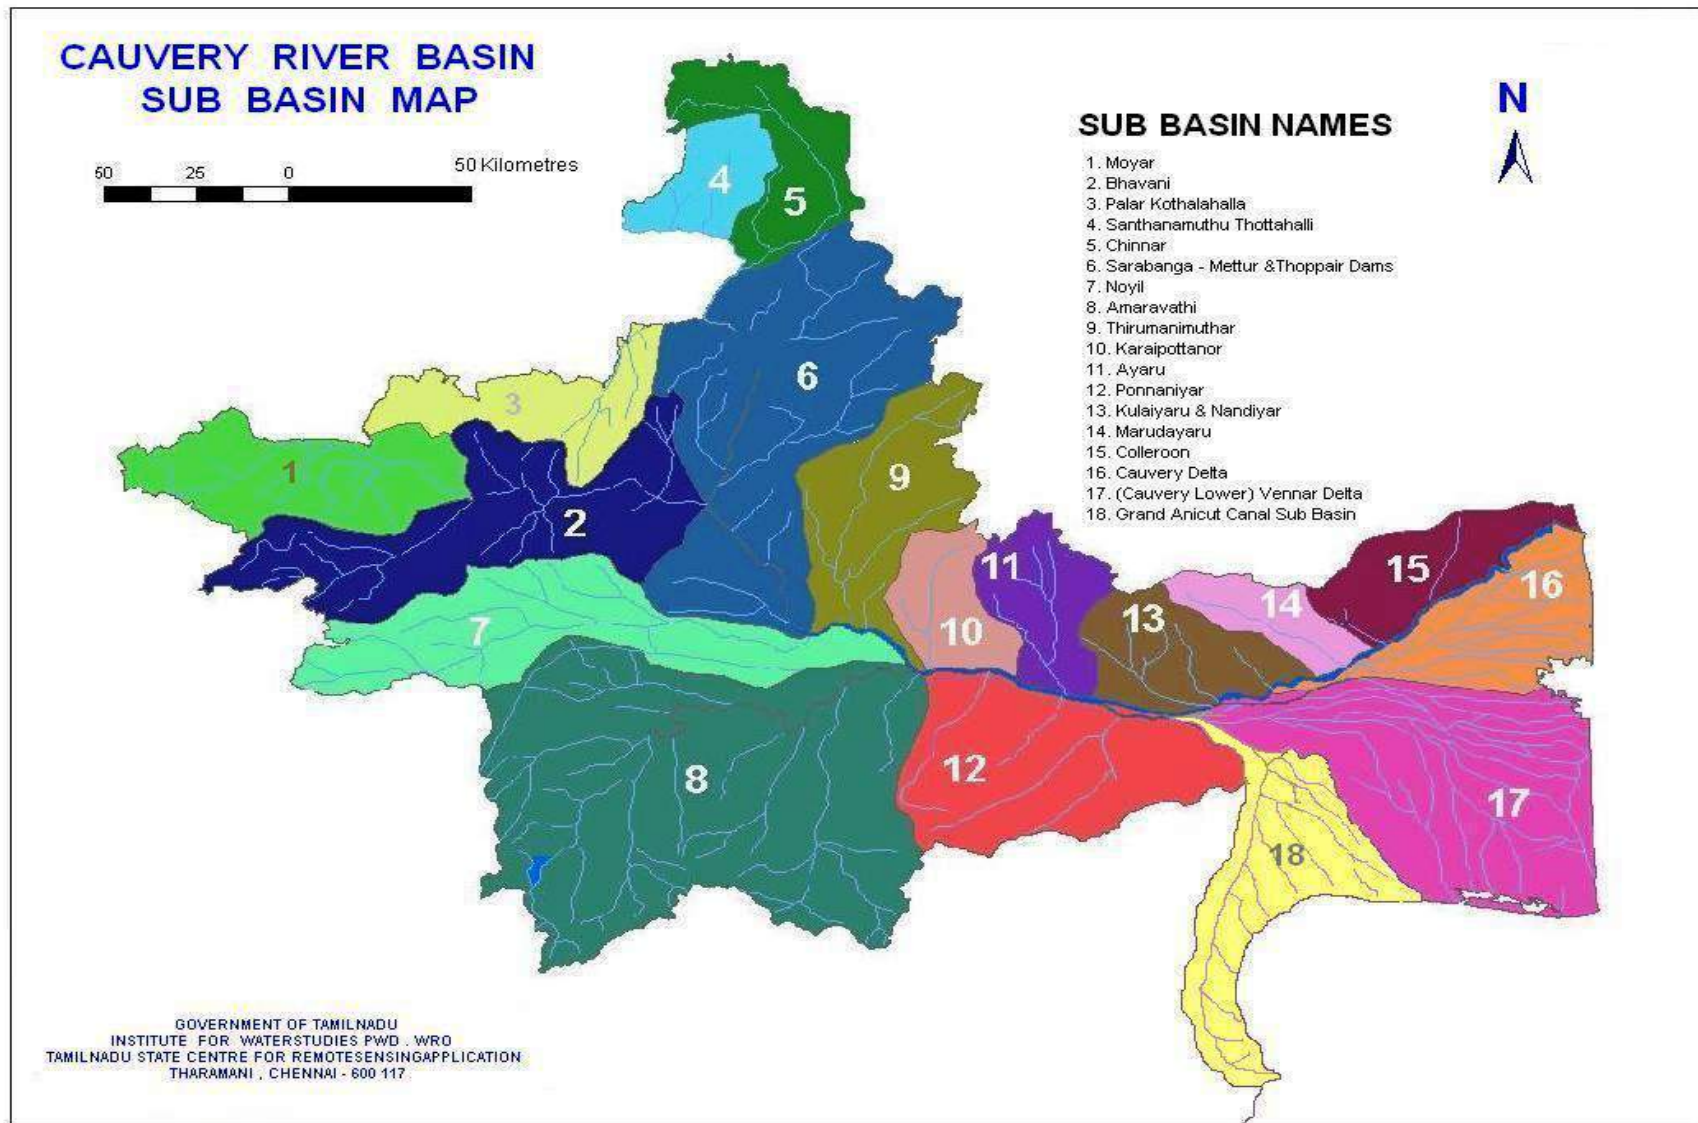 CAUVERY RIVER BASIN
SUB BASIN MAP
50 25 0 50 Kilometres
N
SUB BASIN NAMES
1. Moyar
2. Bhavani
3. Palar Kothalahalla
4. Santhanamuthu Thottahalli
5. Chinnar
6. Sarabanga - Mettur &Thoppair Dams
7. Noyil
8. Amaravathi
9. Thirumanimuthar
10. Karaipottanor
11. Ayaru
12. Ponnaniyar
13. Kulaiyaru & Nandiyar
14. Marudayaru
15. Colleroon
16. Cauvery Delta
17. (Cauvery Lower) Vennar Delta
18. Grand Anicut Canal Sub Basin
4
5
6
3
1
9
2
11
15
16
14
13
10
7
8
12
17
18
GOVERNMENT OF TAMILNADU
INSTITUTE FOR WATERSTUDIES PWD . WRO
TAMILNADU STATE CENTRE FOR REMOTESENSINGAPPLICATION
THARAMANI , CHENNAI - 600 117